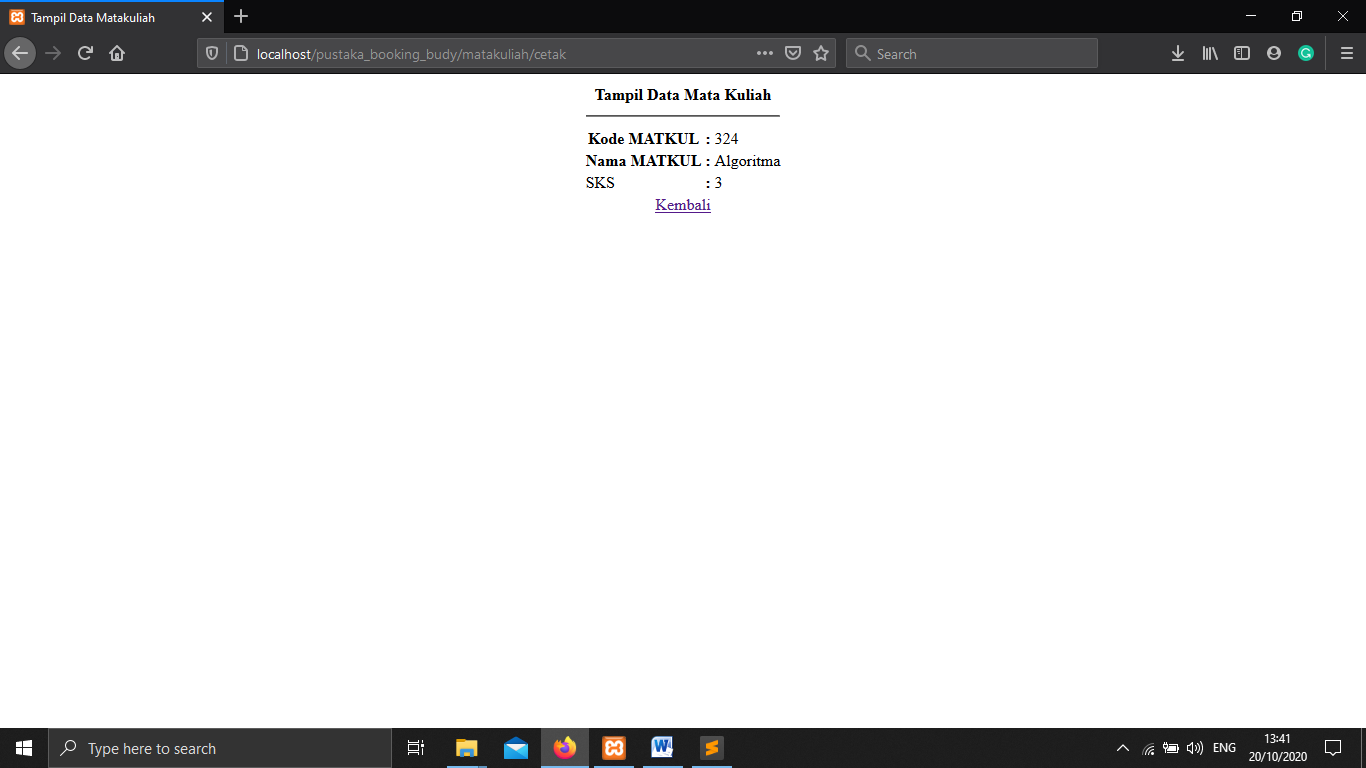 Tampil Data Matakuliah
localhost/pustaka_booking_budy/matakuliah/cetak
Search
Tampil Data Mata Kuliah
Kode MATKUL : 324
Nama MATKUL : Algoritma
SKS : 3
Kembali
Type here to search
ENG
13:41
20/10/2020